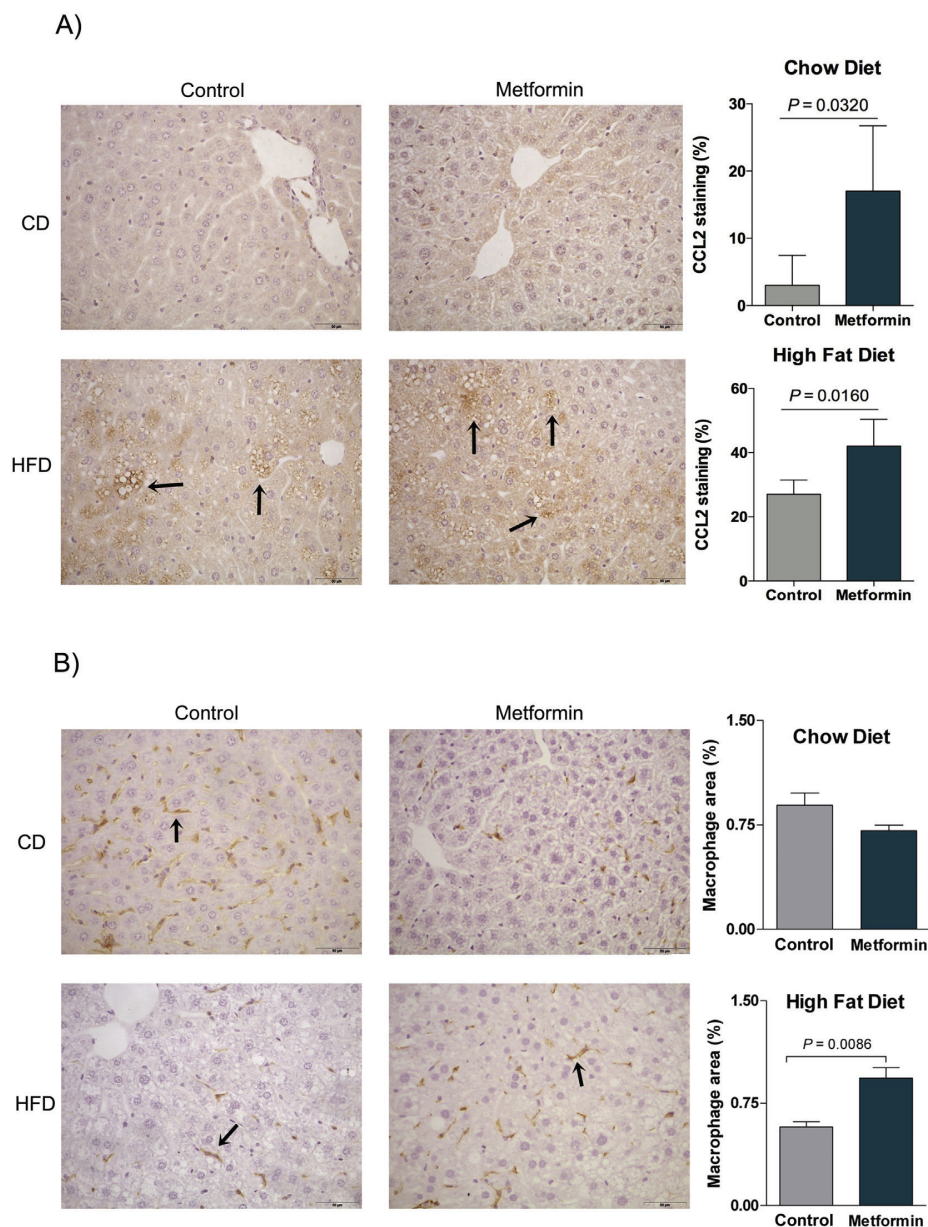 A)
Control
Metformin
CD
HFD
Chow Diet
P = 0.0320
CCL2 staining (%)
30
20
10
0
Control
Metformin
High Fat Diet
P = 0.0160
CCL2 staining (%)
60
40
20
0
Control
Metformin
B)
Control
Metformin
CD
HFD
Chow Diet
Macrophage area (%)
1.50
0.75
0.00
Control
Metformin
High Fat Diet
P = 0.0086
Macrophage area (%)
1.50
0.75
0.00
Control
Metformin